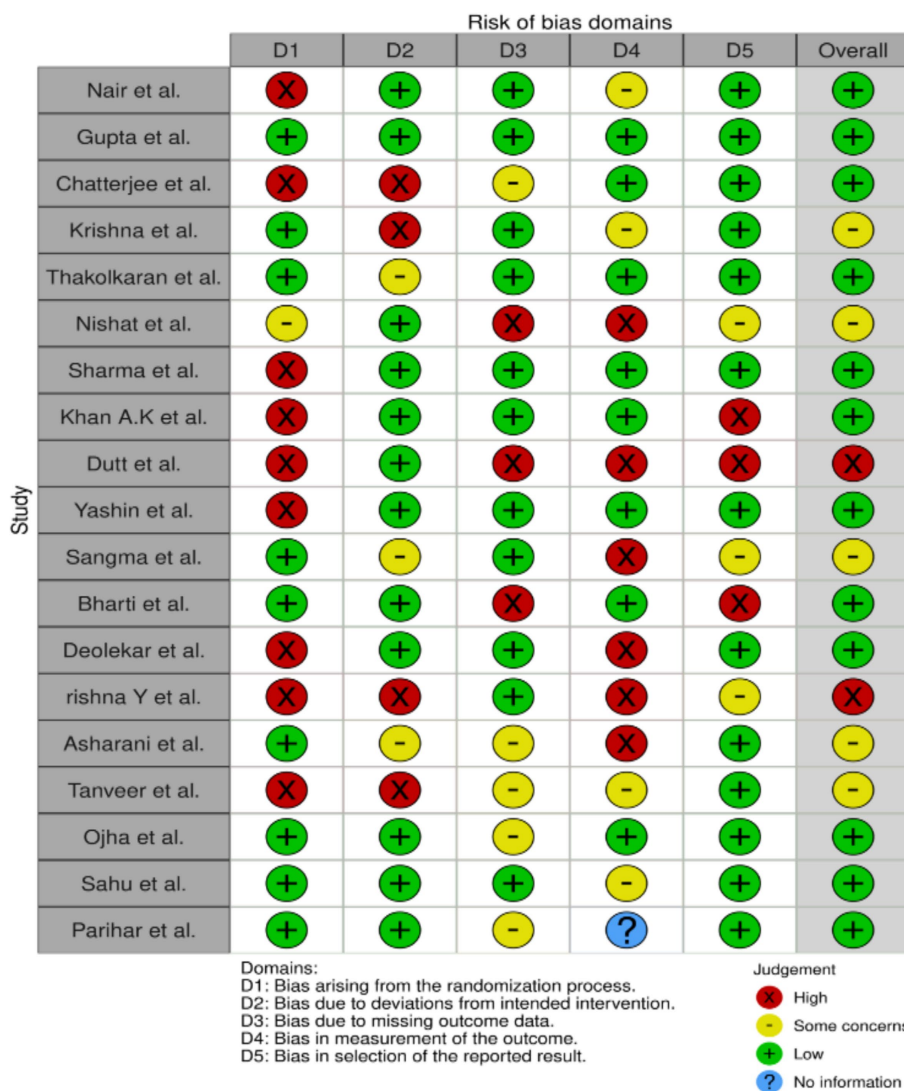 Risk of bias domains
D1 D2 D3 D4 D5 Overall
Study
Nair et al. X + + - + +
Gupta et al. + + + + + +
Chatterjee et al. X X - + + +
Krishna et al. + X + - + -
Thakolkaran et al. + - + + + +
Nishat et al. - + X X - -
Sharma et al. X + + + + +
Khan A.K et al. X + + + X +
Dutt et al. X + X X X X
Yashin et al. X + + + + +
Sangma et al. + - + X - -
Bharti et al. + + X + X +
Deolekar et al. X + + X + +
rishna Y et al. X X + X - X
Asharani et al. + - - X + -
Tanveer et al. X X - - + -
Ojha et al. + + - + + +
Sahu et al. + + + - + +
Parihar et al. + + - ? + +
Domains:
D1: Bias arising from the randomization process.
D2: Bias due to deviations from intended intervention.
D3: Bias due to missing outcome data.
D4: Bias in measurement of the outcome.
D5: Bias in selection of the reported result.
Judgement
X High
- Some concerns
+ Low
? No information